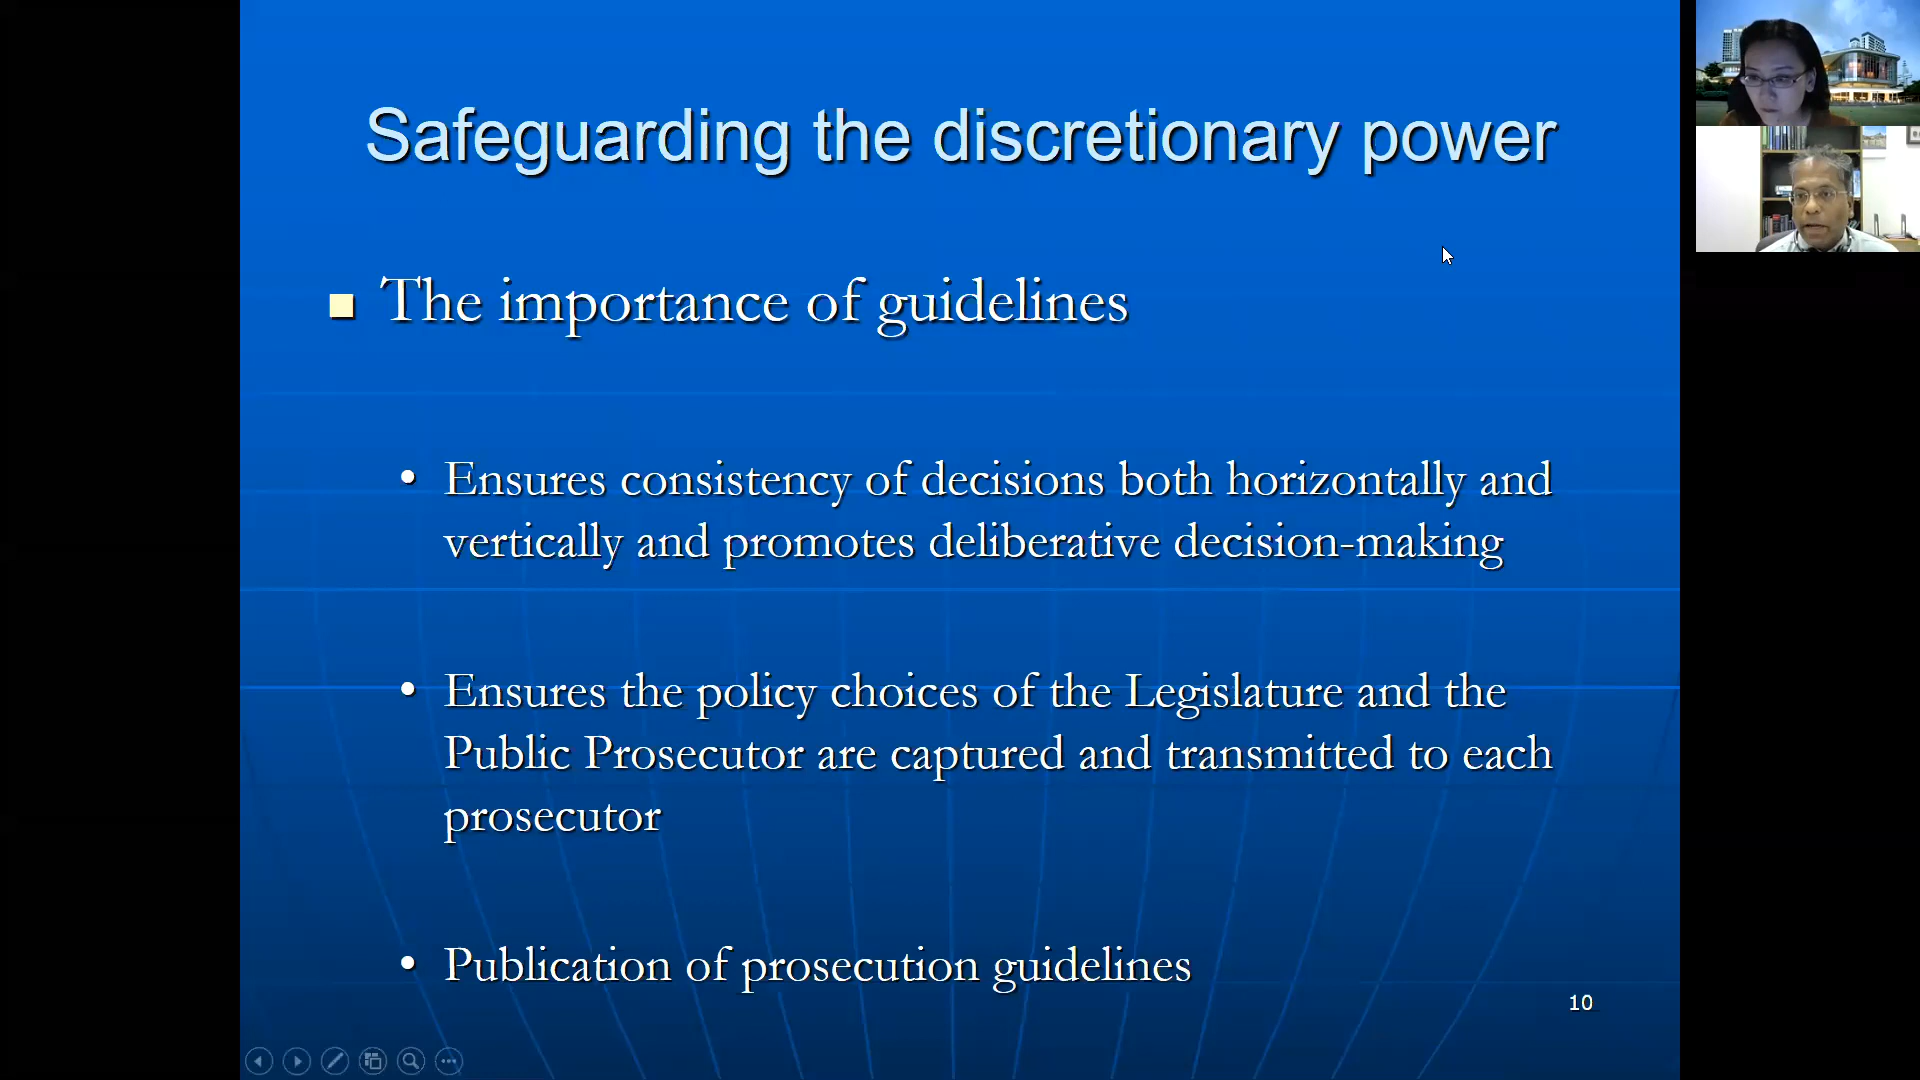 Safeguarding the discretionary power
The importance of guidelines
Ensures consistency of decisions both horizontally and
vertically and promotes deliberative decision-making
Ensures the policy choices of the Legislature and the
Public Prosecutor are captured and transmitted to each
prosecutor
Publication of prosecution guidelines
10